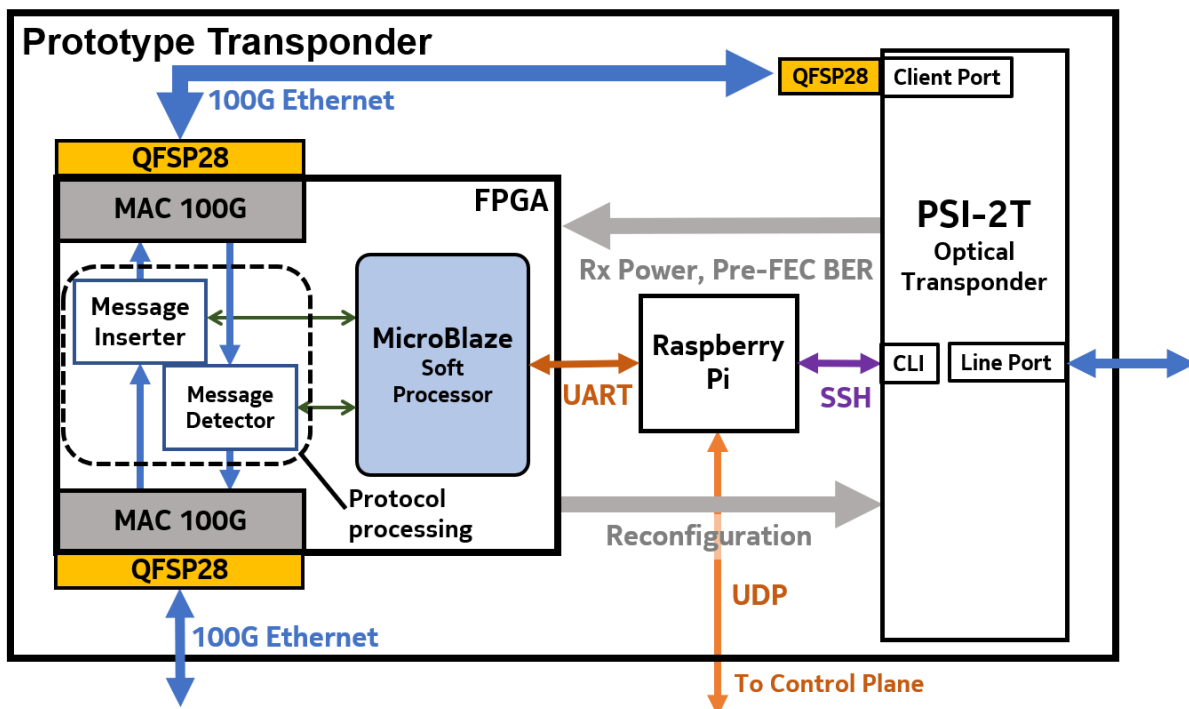 Prototype Transponder
100G Ethernet
QFSP28
Client Port
QFSP28
MAC 100G
FPGA
PSI-2T
Optical
Transponder
Rx Power, Pre-FEC BER
Message
Inserter
MicroBlaze
Soft
Processor
Raspberry
Pi
CLI
Line Port
UART
SSH
Message
Detector
Protocol
processing
MAC 100G
Reconfiguration
QFSP28
UDP
100G Ethernet
To Control Plane